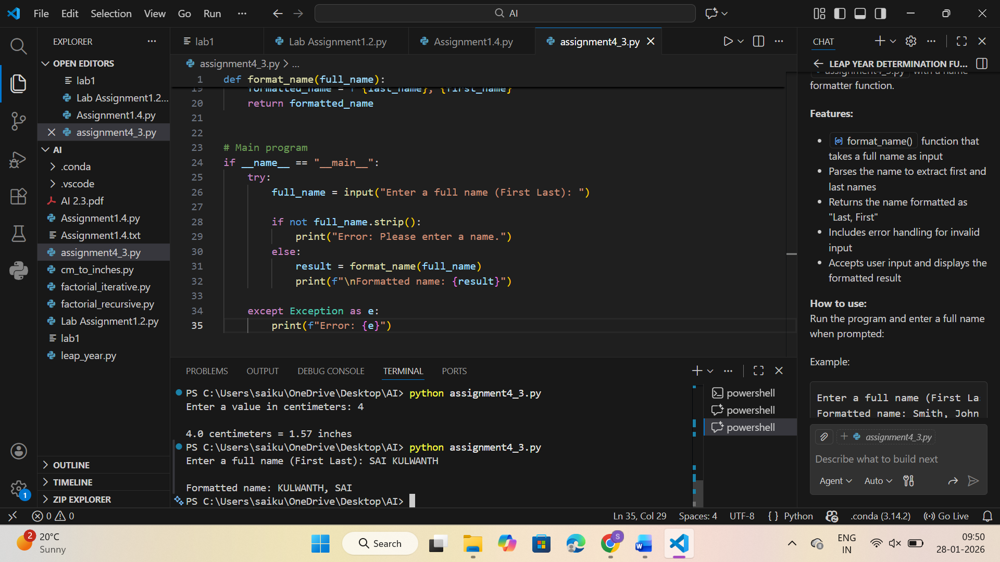 File Edit Selection View Go Run ··· AI
EXPLORER ···
OPEN EDITORS
lab1
Lab Assignment1.2...
Assignment1.4.py
assignment4_3.py
AI
.conda
.vscode
AI 2.3.pdf
Assignment1.4.py
Assignment1.4.txt
assignment4_3.py
cm_to_inches.py
factorial_iterative.py
factorial_recursive.py
Lab Assignment1.2.py
lab1
leap_year.py
OUTLINE
TIMELINE
ZIP EXPLORER
1
lab1 Lab Assignment1.2.py Assignment1.4.py assignment4_3.py
assignment4_3.py > ...
1 def format_name(full_name):
19 formatted_name = f"{last_name}, {first_name}"
20 return formatted_name
21
22
23 # Main program
24 if __name__ == "__main__":
25 try:
26 full_name = input("Enter a full name (First Last): ")
27
28 if not full_name.strip():
29 print("Error: Please enter a name.")
30 else:
31 result = format_name(full_name)
32 print(f"\nFormatted name: {result}")
33
34 except Exception as e:
35 print(f"Error: {e}")
PROBLEMS OUTPUT DEBUG CONSOLE TERMINAL PORTS
PS C:\Users\saiku\OneDrive\Desktop\AI> python assignment4_3.py
Enter a value in centimeters: 4
4.0 centimeters = 1.57 inches
PS C:\Users\saiku\OneDrive\Desktop\AI> python assignment4_3.py
Enter a full name (First Last): SAI KULWANTH
Formatted name: KULWANTH, SAI
PS C:\Users\saiku\OneDrive\Desktop\AI>
powershell
powershell
powershell
CHAT
LEAP YEAR DETERMINATION FU...
assignment4_3.py with a name
formatter function.
Features:
• format_name() function that
takes a full name as input
• Parses the name to extract first and
last names
• Returns the name formatted as
"Last, First"
• Includes error handling for invalid
input
• Accepts user input and displays the
formatted result
How to use:
Run the program and enter a full name
when prompted:
Example:
Enter a full name (First La
Formatted name: Smith, John
assignment4_3.py
Describe what to build next
Agent Auto
0 0 Ln 35, Col 29 Spaces: 4 UTF-8 { } Python .conda (3.14.2) Go Live
2
20°C
Sunny
Search
S
W
ENG
IN
09:50
28-01-2026